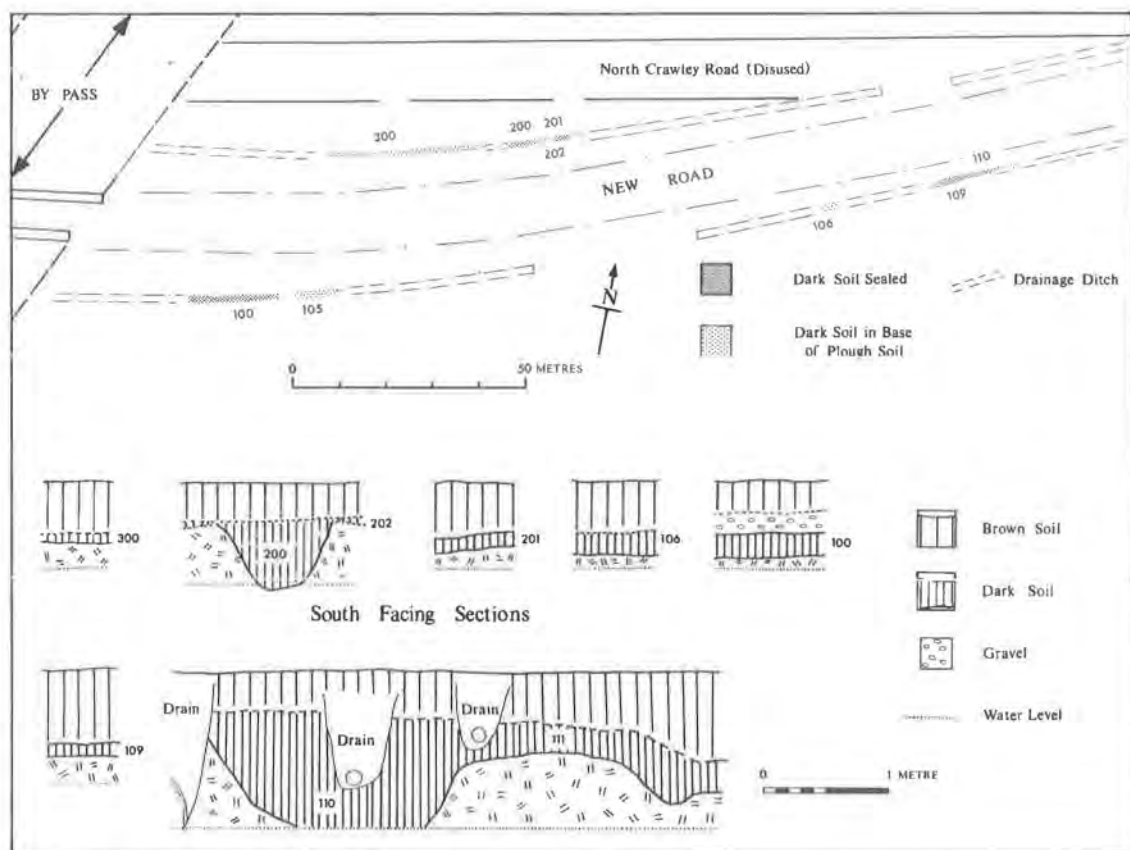 BY PASS
North Crawley Road (Disused)
300
200 201
202
NEW ROAD
110
109
106
100
105
N
Dark Soil Sealed
Drainage Ditch
Dark Soil in Base
of Plough Soil
0 50 METRES
300
200
202
201
106
100
Brown Soil
South Facing Sections
Dark Soil
Gravel
Drain
Drain
Drain
109
110
111
Water Level
0 1 METRE